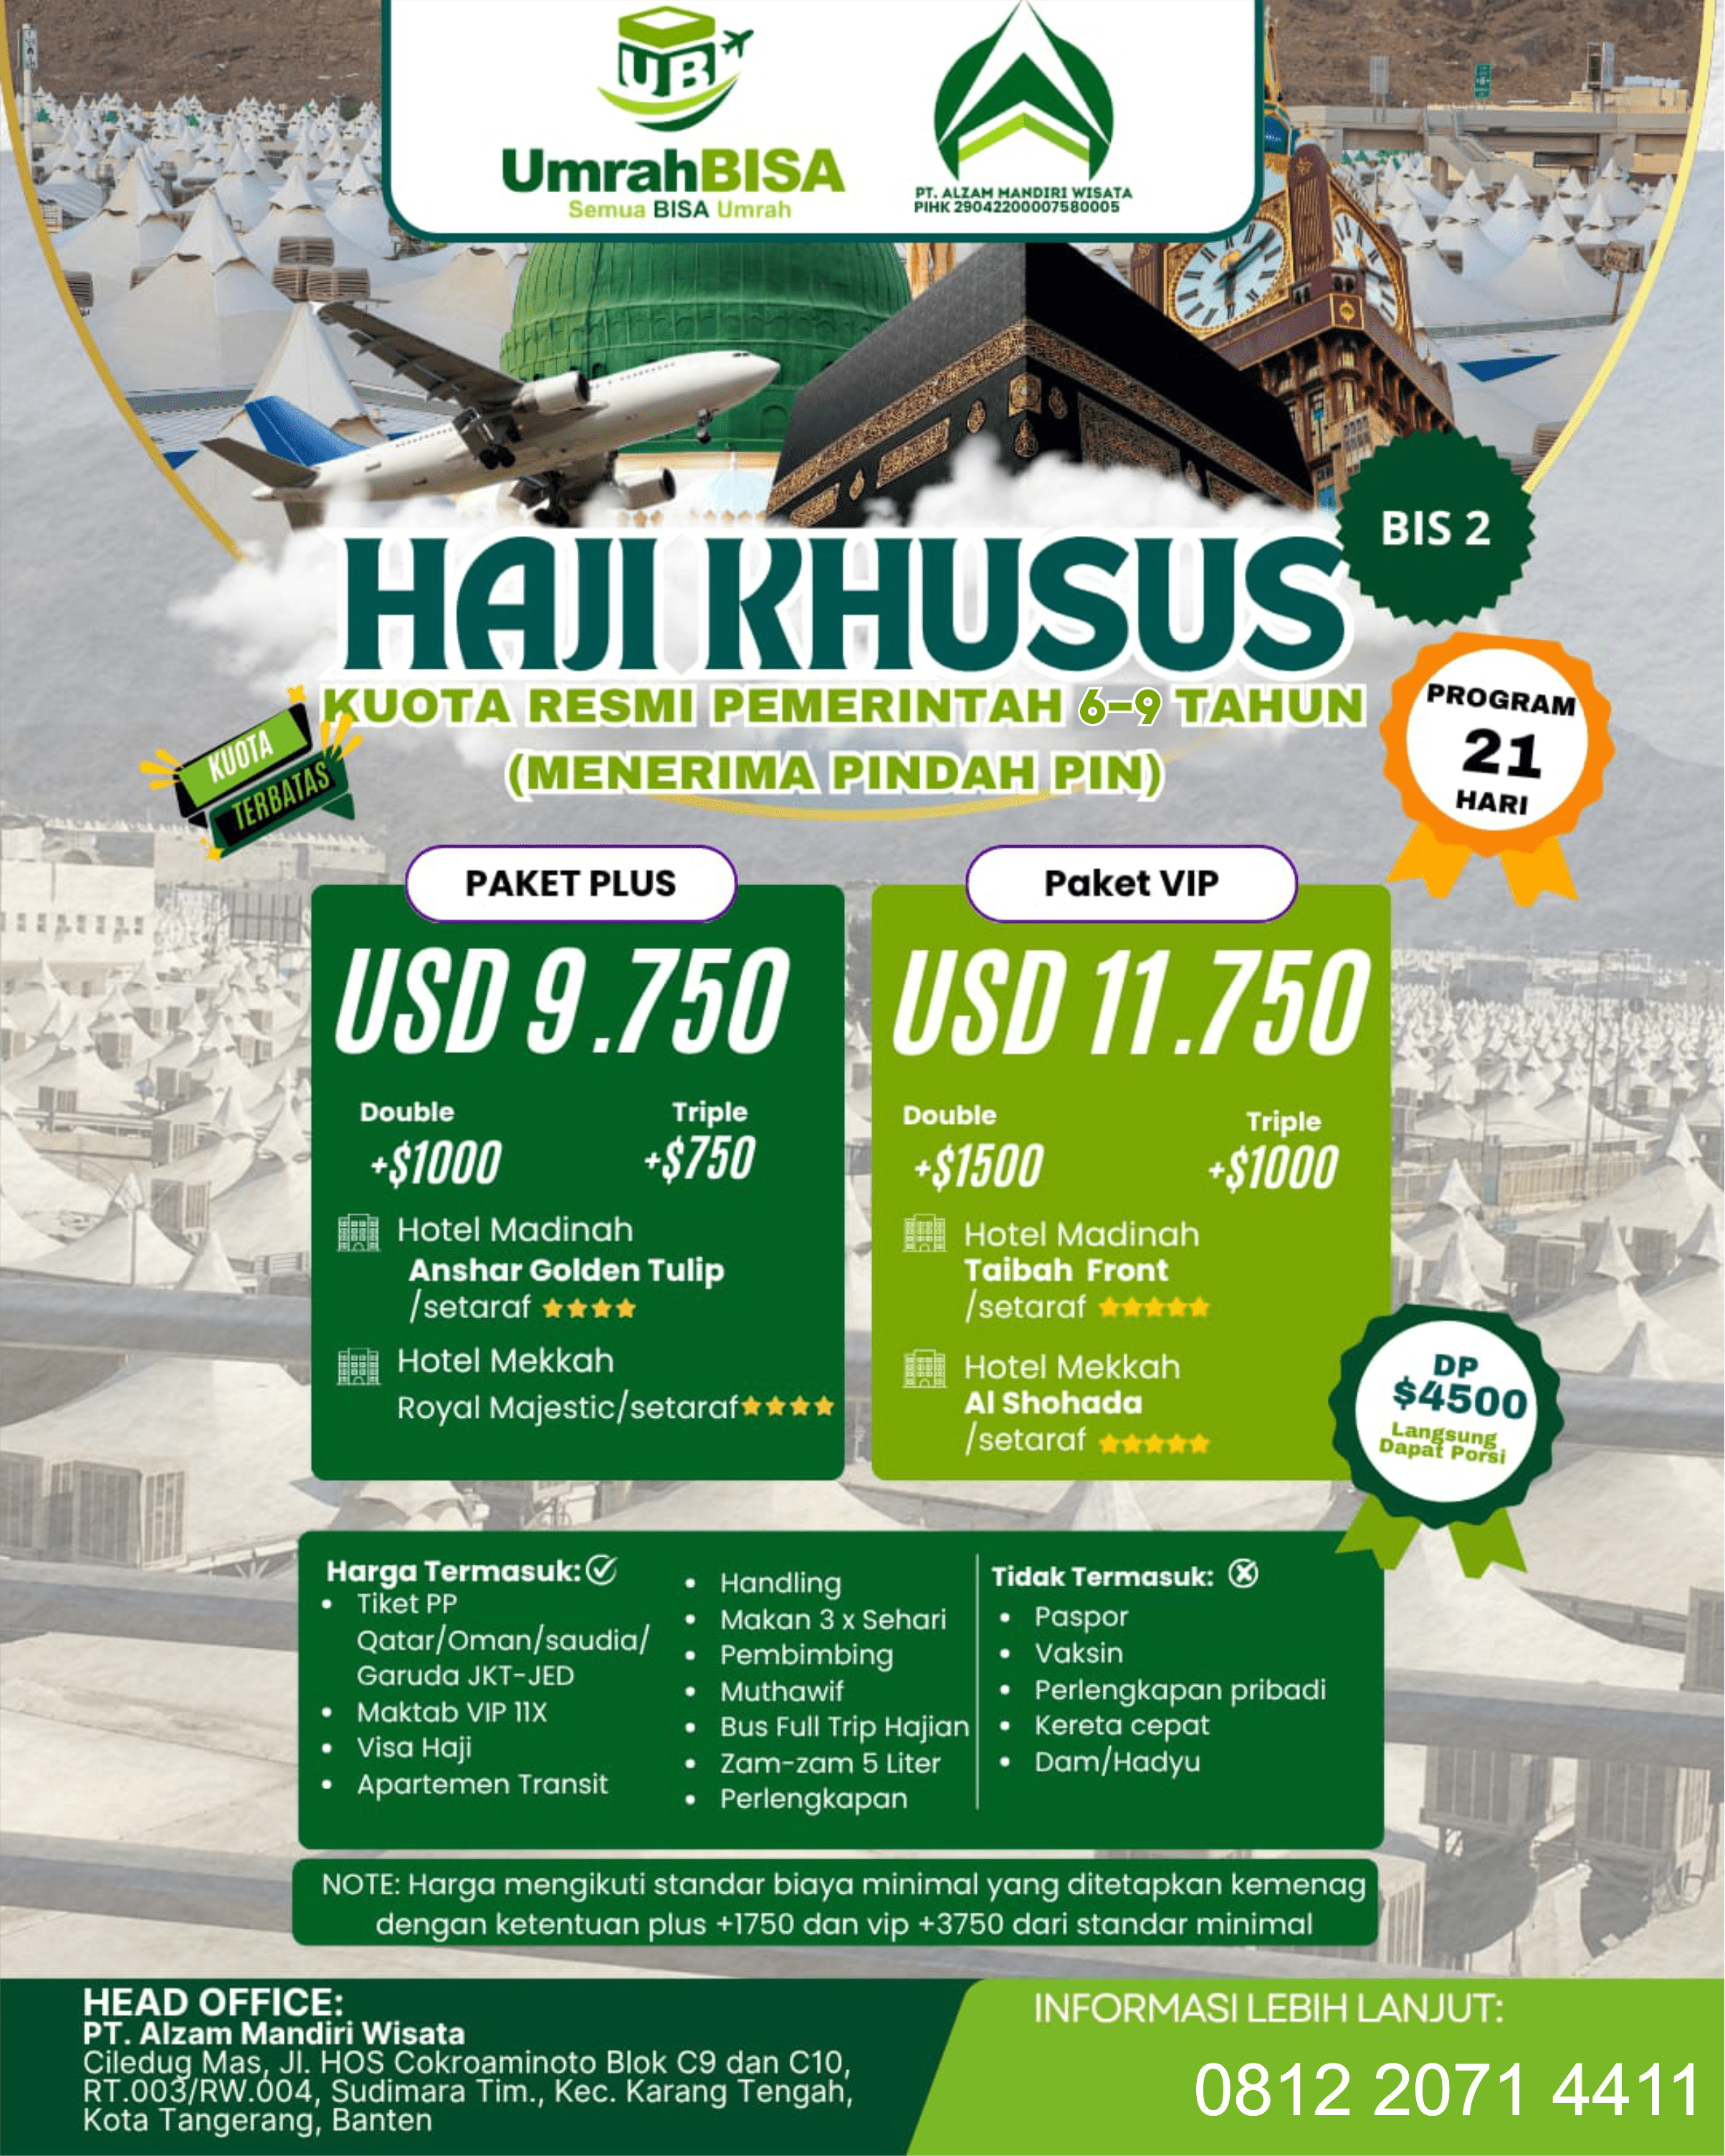 UB
UmrahBISA
Semua BISA Umrah
PT. ALZAM MANDIRI WISATA
PIHK 29042200007580005
BIS 2
HAJI KHUSUS
KUOTA RESMI PEMERINTAH 6-9 TAHUN
(MENERIMA PINDAH PIN)
KUOTA
TERBATAS
PROGRAM
21
HARI
PAKET PLUS
USD 9.750
Double
+$1000
Triple
+$750
Hotel Madinah
Anshar Golden Tulip
/setaraf
Hotel Mekkah
Royal Majestic/setaraf
Paket VIP
USD 11.750
Double
+$1500
Triple
+$1000
Hotel Madinah
Taibah Front
/setaraf
Hotel Mekkah
Al Shohada
/setaraf
DP
$4500
Langsung
Dapat Porsi
Harga Termasuk:
• Tiket PP
Qatar/Oman/saudia/
Garuda JKT-JED
• Maktab VIP 11X
• Visa Haji
• Apartemen Transit
• Handling
• Makan 3 x Sehari
• Pembimbing
• Muthawif
• Bus Full Trip Hajian
• Zam-zam 5 Liter
• Perlengkapan
Tidak Termasuk:
• Paspor
• Vaksin
• Perlengkapan pribadi
• Kereta cepat
• Dam/Hadyu
NOTE: Harga mengikuti standar biaya minimal yang ditetapkan kemenag
dengan ketentuan plus +1750 dan vip +3750 dari standar minimal
HEAD OFFICE:
PT. Alzam Mandiri Wisata
Ciledug Mas, Jl. HOS Cokroaminoto Blok C9 dan C10,
RT.003/RW.004, Sudimara Tim., Kec. Karang Tengah,
Kota Tangerang, Banten
INFORMASI LEBIH LANJUT:
0812 2071 4411